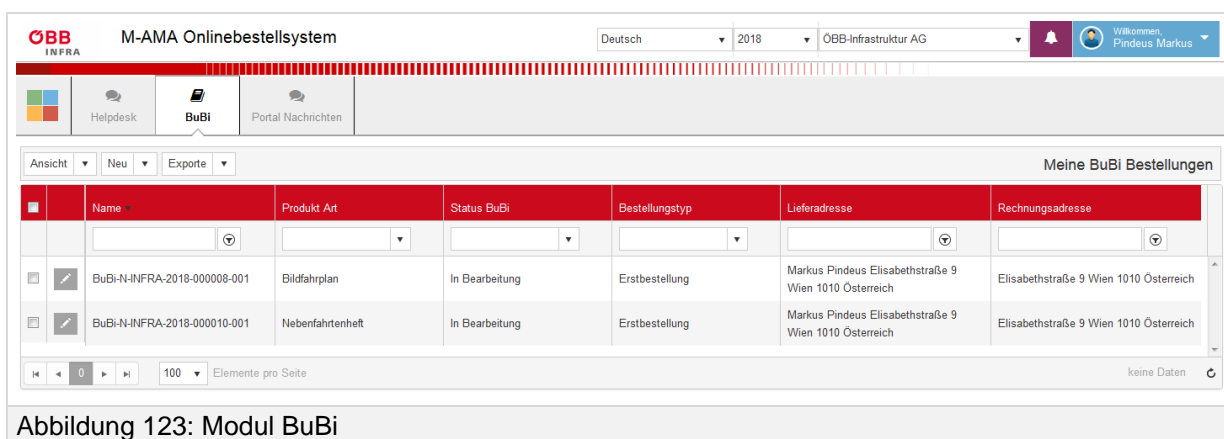 ÖBB
INFRA
M-AMA Onlinebestellsystem
Deutsch
2018
ÖBB-Infrastruktur AG
Willkommen,
Pindeus Markus
Helpdesk
BuBi
Portal Nachrichten
Ansicht
Neu
Exporte
Meine BuBi Bestellungen
Name
Produkt Art
Status BuBi
Bestellungstyp
Lieferadresse
Rechnungsadresse
BuBi-N-INFRA-2018-000008-001
Bildfahrplan
In Bearbeitung
Erstbestellung
Markus Pindeus Elisabethstraße 9
Wien 1010 Österreich
Elisabethstraße 9 Wien 1010 Österreich
BuBi-N-INFRA-2018-000010-001
Nebenfahrtenheft
In Bearbeitung
Erstbestellung
Markus Pindeus Elisabethstraße 9
Wien 1010 Österreich
Elisabethstraße 9 Wien 1010 Österreich
0
100
Elemente pro Seite
keine Daten
Abbildung 123: Modul BuBi